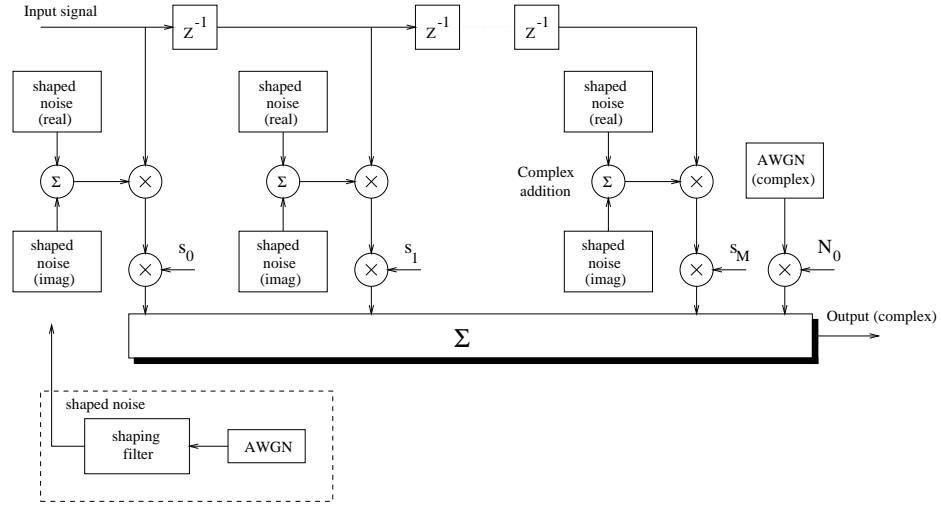 Input signal
Z⁻¹
Z⁻¹
Z⁻¹
shaped
noise
(real)
shaped
noise
(real)
shaped
noise
(real)
AWGN
(complex)
Σ
×
Σ
×
Complex
addition
Σ
×
shaped
noise
(imag)
shaped
noise
(imag)
shaped
noise
(imag)
×
s₀
×
s₁
×
s_M
×
N₀
Σ
Output (complex)
shaped noise
shaping
filter
AWGN